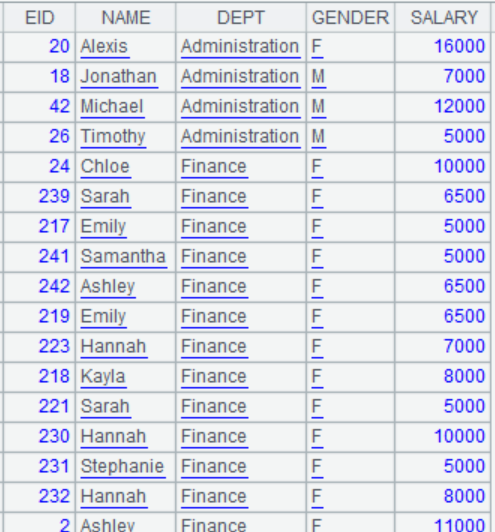 EID NAME DEPT GENDER SALARY
20 Alexis Administration F 16000
18 Jonathan Administration M 7000
42 Michael Administration M 12000
26 Timothy Administration M 5000
24 Chloe Finance F 10000
239 Sarah Finance F 6500
217 Emily Finance F 5000
241 Samantha Finance F 5000
242 Ashley Finance F 6500
219 Emily Finance F 6500
223 Hannah Finance F 7000
218 Kayla Finance F 8000
221 Sarah Finance F 5000
230 Hannah Finance F 10000
231 Stephanie Finance F 5000
232 Hannah Finance F 8000
2 Ashley Finance F 11000